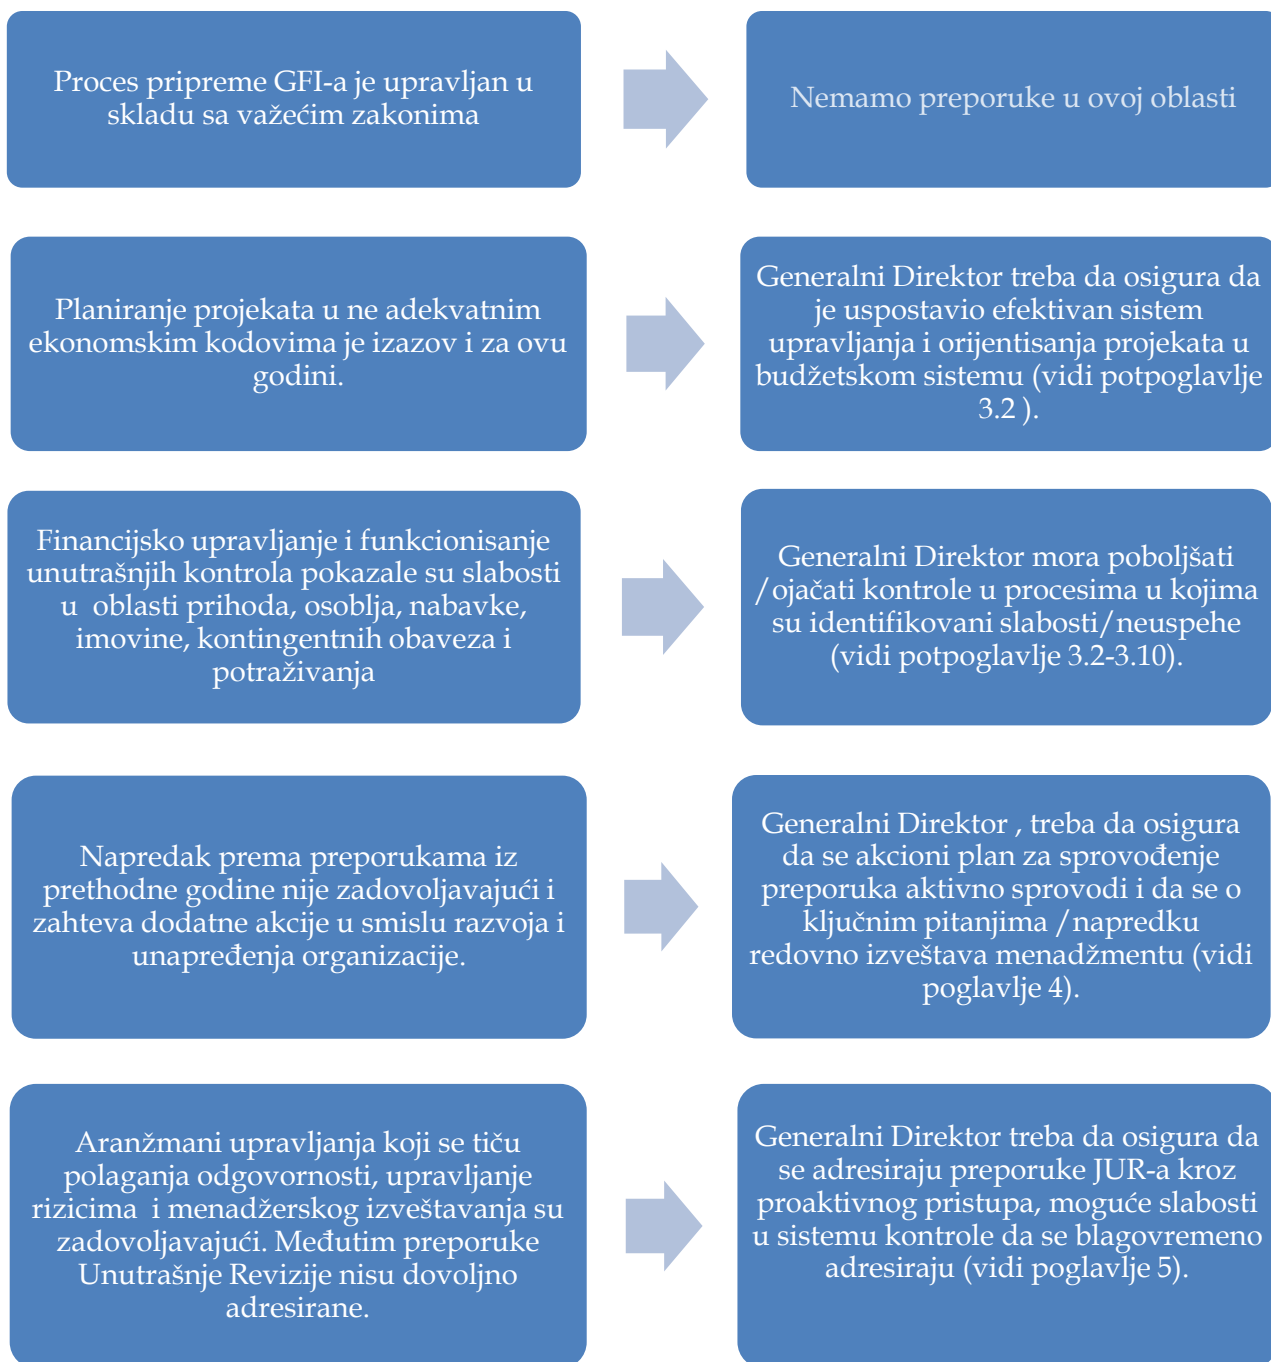 Proces pripreme GFI-a je upravljan u
skladu sa važećim zakonima
Nemamo preporuke u ovoj oblasti
Planiranje projekata u ne adekvatnim
ekonomskim kodovima je izazov i za ovu
godini.
Generalni Direktor treba da osigura da
je uspostavio efektivan sistem
upravljanja i orijentisanja projekata u
budžetskom sistemu (vidi potpoglavlje
3.2 ).
Financijsko upravljanje i funkcionisanje
unutrašnjih kontrola pokazale su slabosti
u oblasti prihoda, osoblja, nabavke,
imovine, kontingentnih obaveza i
potraživanja
Generalni Direktor mora poboljšati
/ojačati kontrole u procesima u kojima
su identifikovani slabosti/neuspehe
(vidi potpoglavlje 3.2-3.10).
Napredak prema preporukama iz
prethodne godine nije zadovoljavajući i
zahteva dodatne akcije u smislu razvoja i
unapređenja organizacije.
Generalni Direktor , treba da osigura
da se akcioni plan za sprovođenje
preporuka aktivno sprovodi i da se o
ključnim pitanjima /napredku
redovno izveštava menadžmentu (vidi
poglavlje 4).
Aranžmani upravljanja koji se tiču
polaganja odgovornosti, upravljanje
rizicima i menadžerskog izveštavanja su
zadovoljavajući. Međutim preporuke
Unutrašnje Revizije nisu dovoljno
adresirane.
Generalni Direktor treba da osigura da
se adresiraju preporuke JUR-a kroz
proaktivnog pristupa, moguće slabosti
u sistemu kontrole da se blagovremeno
adresiraju (vidi poglavlje 5).